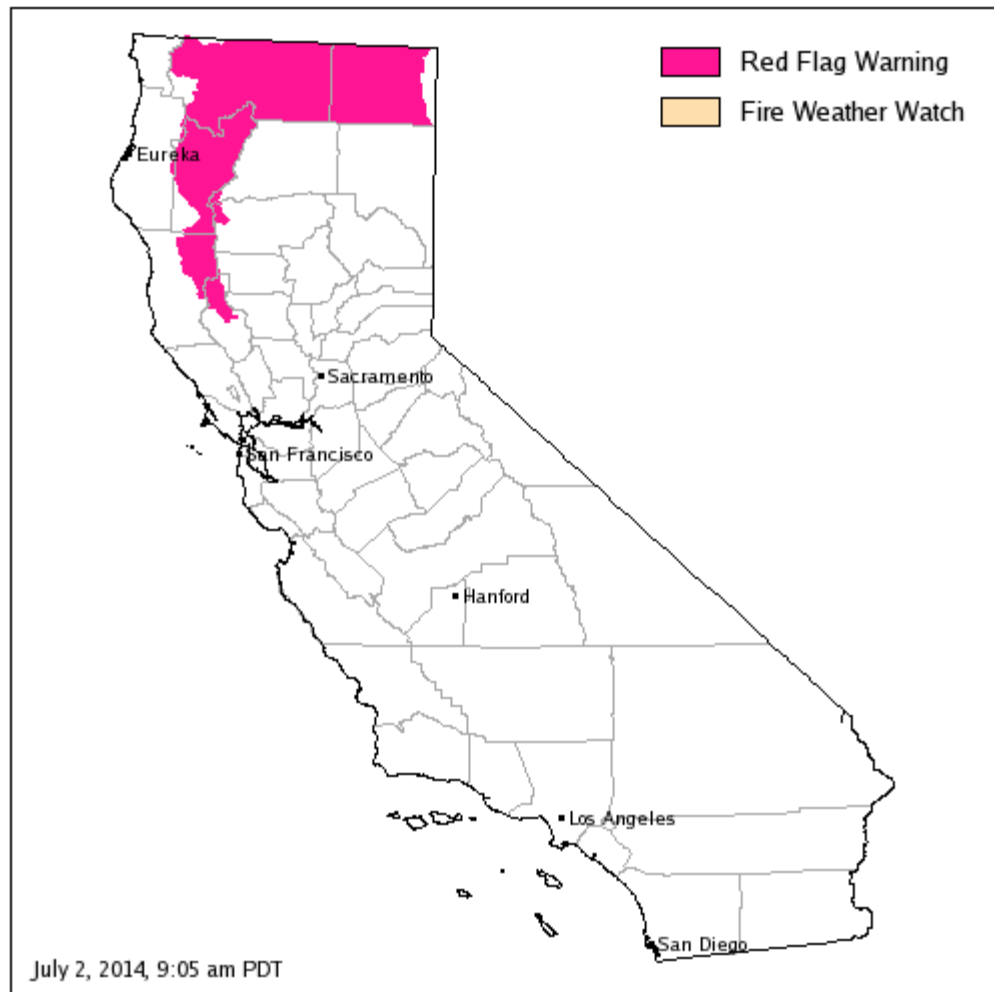 Red Flag Warning
Fire Weather Watch
Eureka
Sacramento
San Francisco
Hanford
Los Angeles
San Diego
July 2, 2014, 9:05 am PDT